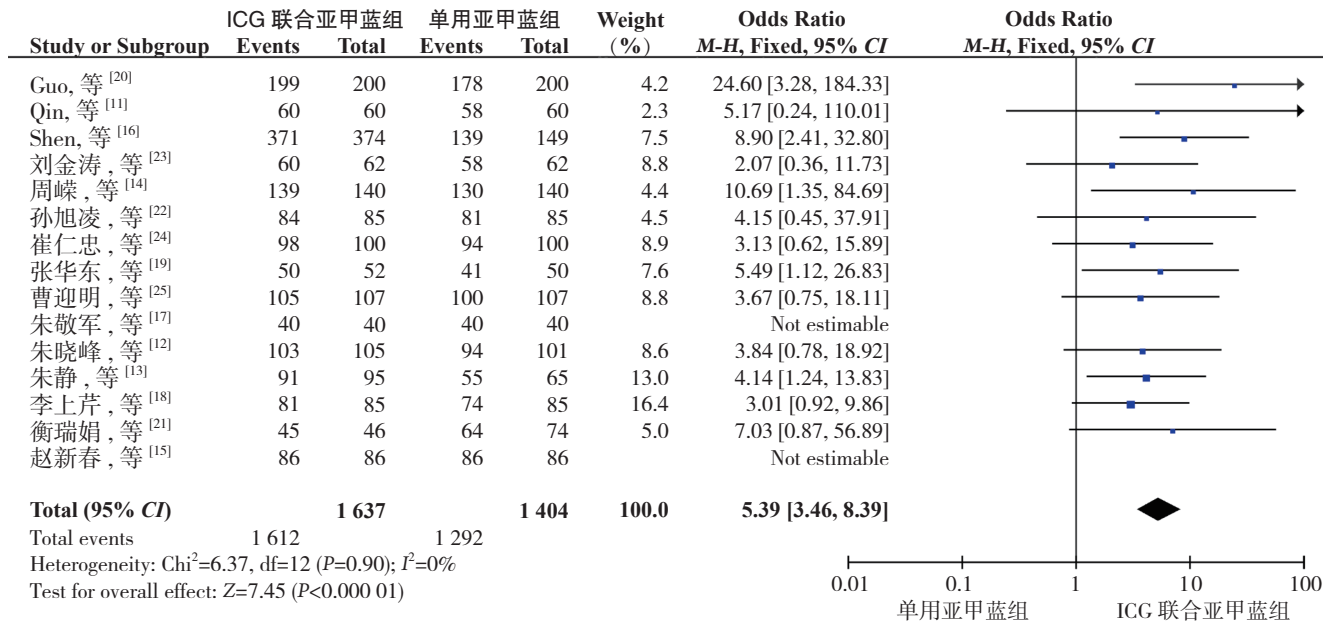 ICG 联合亚甲蓝组 单用亚甲蓝组 Weight Odds Ratio Odds Ratio
Study or Subgroup Events Total Events Total (%) M-H, Fixed, 95% CI M-H, Fixed, 95% CI
Guo, 等 [20] 199 200 178 200 4.2 24.60 [3.28, 184.33]
Qin, 等 [11] 60 60 58 60 2.3 5.17 [0.24, 110.01]
Shen, 等 [16] 371 374 139 149 7.5 8.90 [2.41, 32.80]
刘金涛, 等 [23] 60 62 58 62 8.8 2.07 [0.36, 11.73]
周嵘, 等 [14] 139 140 130 140 4.4 10.69 [1.35, 84.69]
孙旭凌, 等 [22] 84 85 81 85 4.5 4.15 [0.45, 37.91]
崔仁忠, 等 [24] 98 100 94 100 8.9 3.13 [0.62, 15.89]
张华东, 等 [19] 50 52 41 50 7.6 5.49 [1.12, 26.83]
曹迎明, 等 [25] 105 107 100 107 8.8 3.67 [0.75, 18.11]
朱敬军, 等 [17] 40 40 40 40 Not estimable
朱晓峰, 等 [12] 103 105 94 101 8.6 3.84 [0.78, 18.92]
朱静, 等 [13] 91 95 55 65 13.0 4.14 [1.24, 13.83]
李上芹, 等 [18] 81 85 74 85 16.4 3.01 [0.92, 9.86]
衡瑞娟, 等 [21] 45 46 64 74 5.0 7.03 [0.87, 56.89]
赵新春, 等 [15] 86 86 86 86 Not estimable
Total (95% CI) 1 637 1 404 100.0 5.39 [3.46, 8.39]
Total events 1 612 1 292
Heterogeneity: Chi²=6.37, df=12 (P=0.90); I²=0%
Test for overall effect: Z=7.45 (P<0.000 01)
0.01 0.1 1 10 100
单用亚甲蓝组 ICG 联合亚甲蓝组